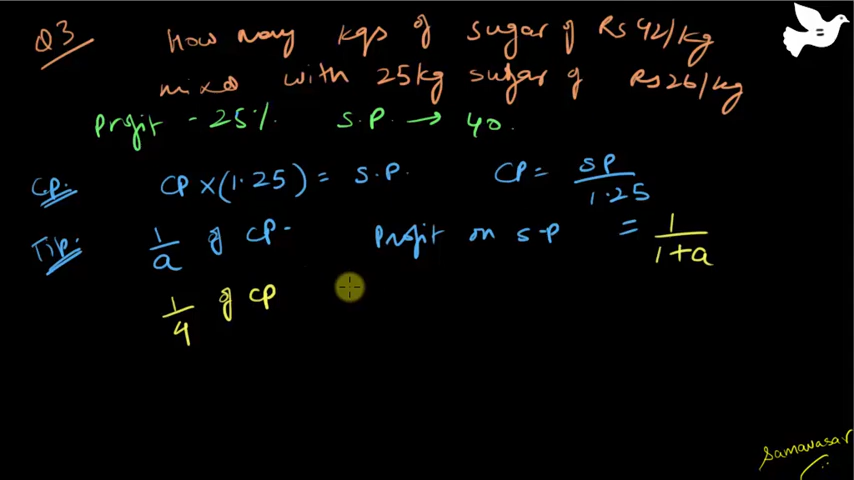 Q3 How many kgs of sugar of Rs 42/kg
mixed with 25kg sugar of Rs 26/kg
Profit - 25% S.P. → 40.
CP. CP × (1.25) = S.P. CP = SP/1.25
Tip. 1/a of CP - Profit on S.P = 1/1+a
1/4 of CP
Samavasar